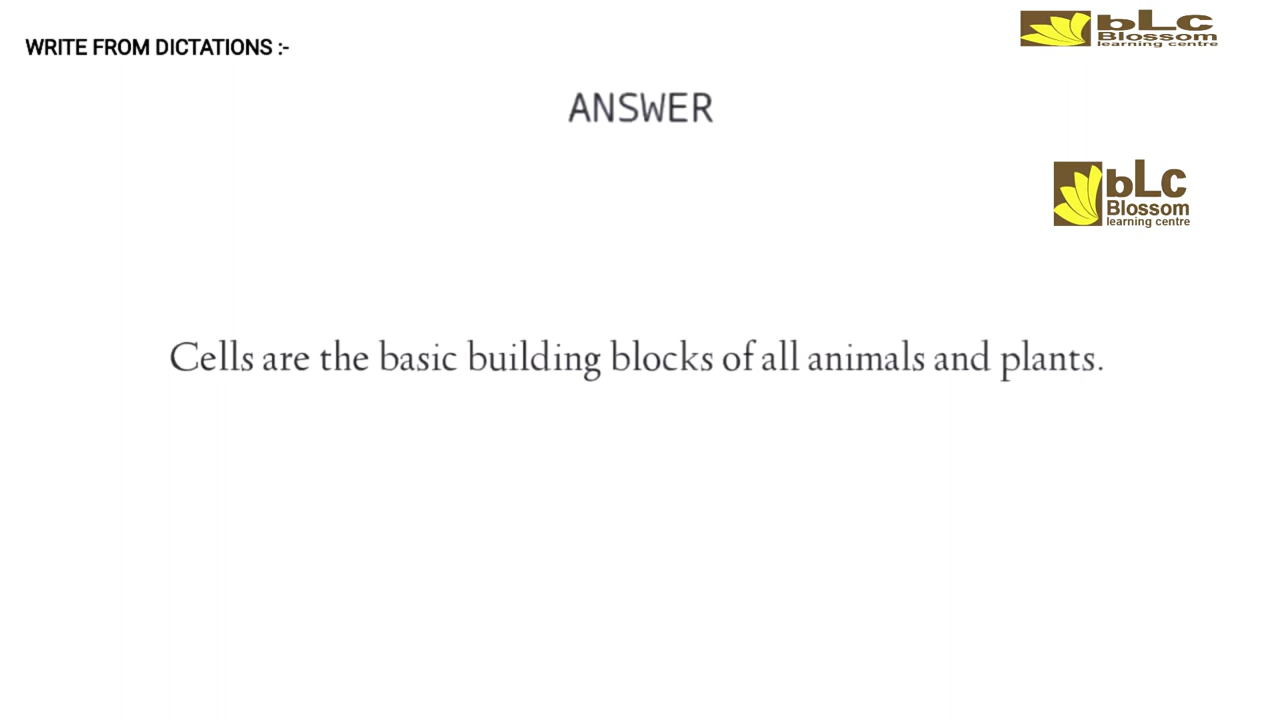 WRITE FROM DICTATIONS :-
bLC
Blossom
learning centre
ANSWER
bLc
Blossom
learning centre
Cells are the basic building blocks of all animals and plants.